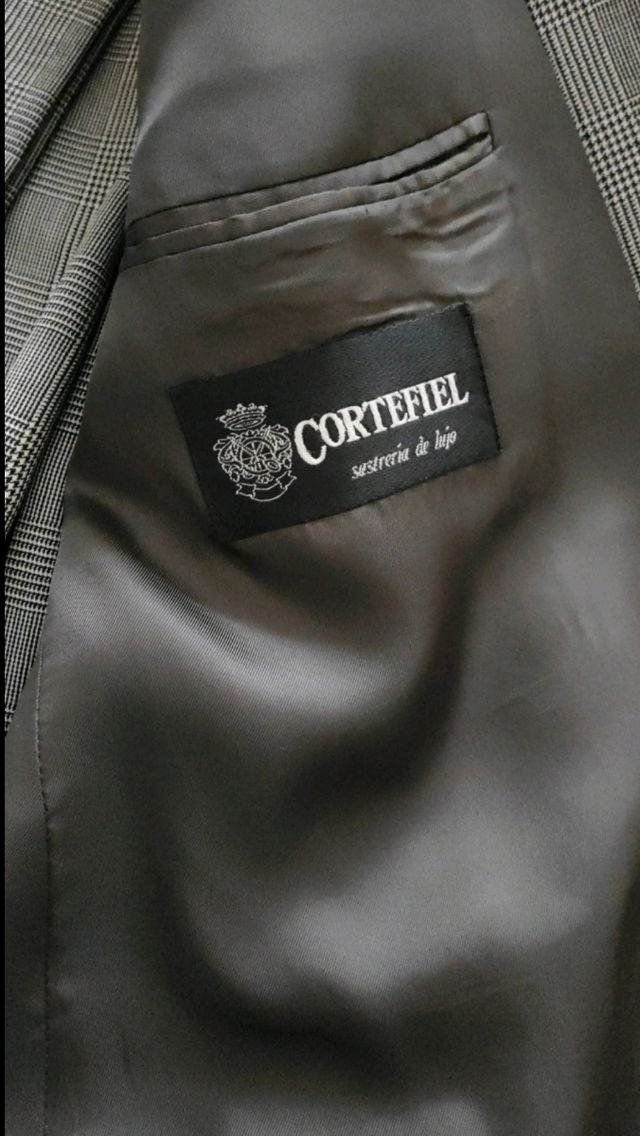 CORTEFIEL
sastrería de lujo